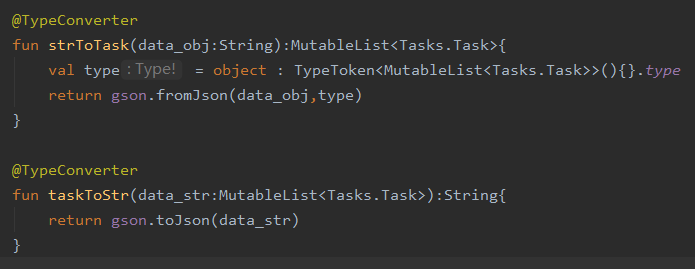 @TypeConverter
fun strToTask(data_obj:String):MutableList<Tasks.Task>{
val type :Type! = object : TypeToken<MutableList<Tasks.Task>>(){}.type
return gson.fromJson(data_obj,type)
}
@TypeConverter
fun taskToStr(data_str:MutableList<Tasks.Task>):String{
return gson.toJson(data_str)
}